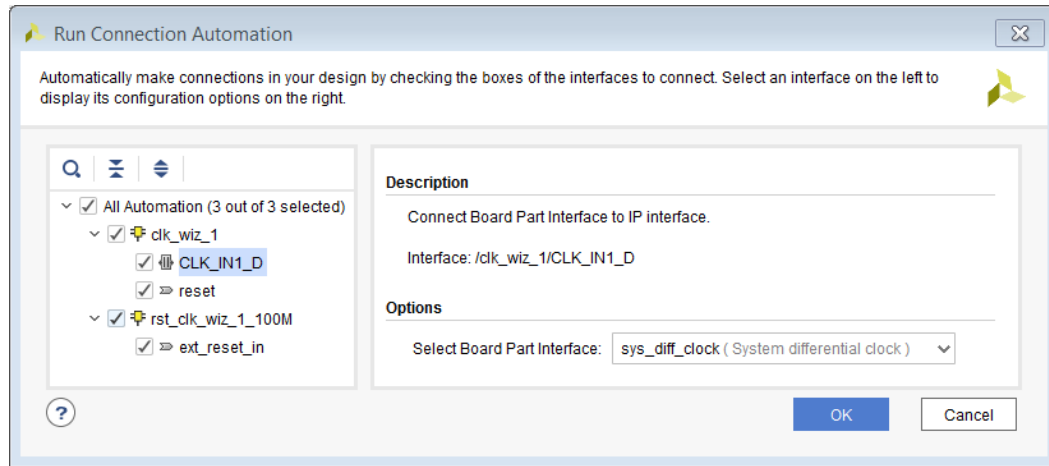 Run Connection Automation
Automatically make connections in your design by checking the boxes of the interfaces to connect. Select an interface on the left to
display its configuration options on the right.
All Automation (3 out of 3 selected)
clk_wiz_1
CLK_IN1_D
reset
rst_clk_wiz_1_100M
ext_reset_in
Description
Connect Board Part Interface to IP interface.
Interface: /clk_wiz_1/CLK_IN1_D
Options
Select Board Part Interface: sys_diff_clock ( System differential clock )
?
OK Cancel